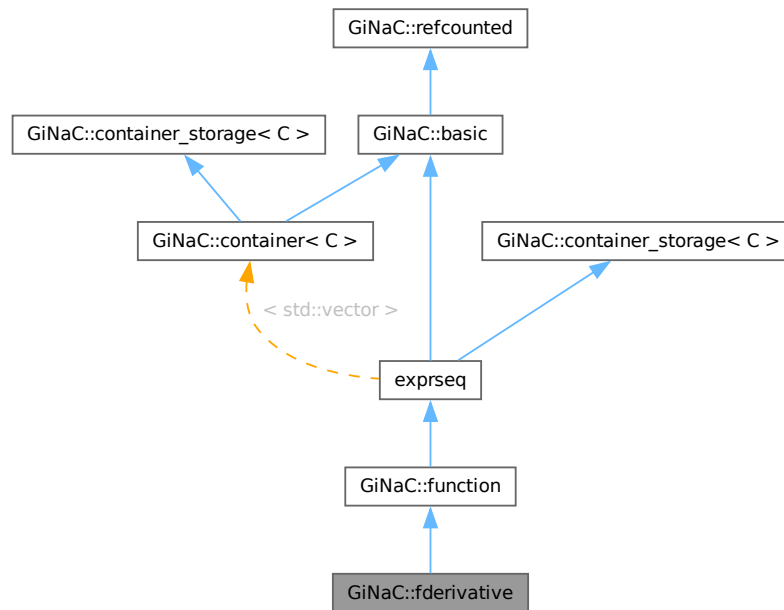 GiNaC::refcounted
GiNaC::container_storage< C >
GiNaC::basic
GiNaC::container< C >
GiNaC::container_storage< C >
< std::vector >
exprseq
GiNaC::function
GiNaC::fderivative